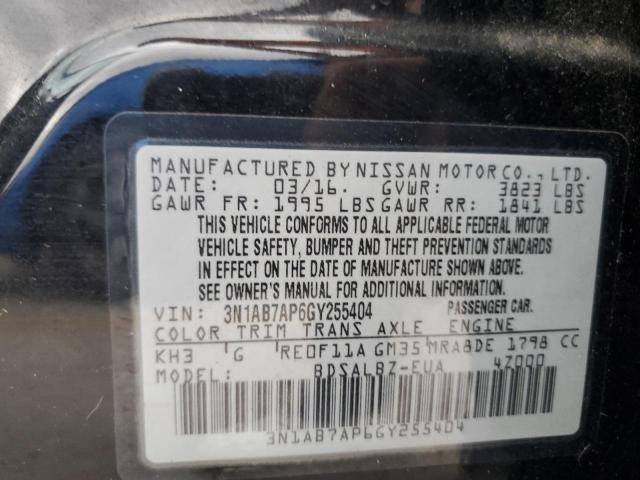 MANUFACTURED BY NISSAN MOTOR CO., LTD.
DATE: 03/16. GVWR: 3823 LBS
GAWR FR: 1995 LBS GAWR RR: 1841 LBS
THIS VEHICLE CONFORMS TO ALL APPLICABLE FEDERAL MOTOR
VEHICLE SAFETY, BUMPER AND THEFT PREVENTION STANDARDS
IN EFFECT ON THE DATE OF MANUFACTURE SHOWN ABOVE.
SEE OWNER'S MANUAL FOR ADDITIONAL INFORMATION.
VIN: 3N1AB7AP6GY255404 PASSENGER CAR.
COLOR TRIM TRANS AXLE ENGINE
KH3 G RE0F11A GM35 MRA8DE 1798 CC
MODEL: BDSALBZ-EUA 4Z000
3N1AB7AP6GY255404